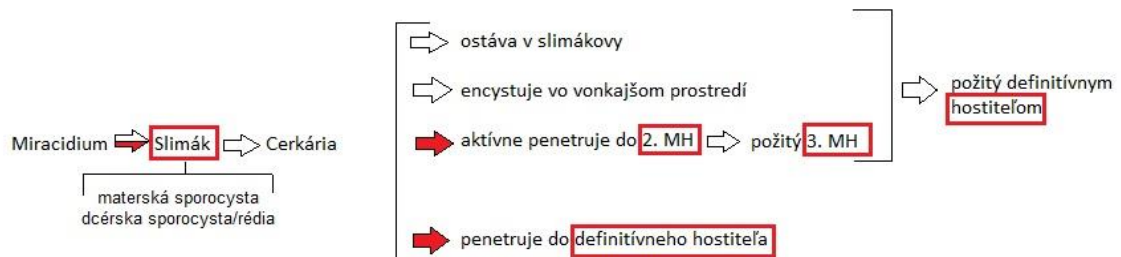 Miracidium Slimák Cerkária
materská sporocysta
dcérska sporocysta/rédia
ostáva v slimákovy
encystuje vo vonkajšom prostredí
aktívne penetruje do 2. MH požitý 3. MH
penetruje do definitívneho hostiteľa
požitý definitívnym
hostiteľom